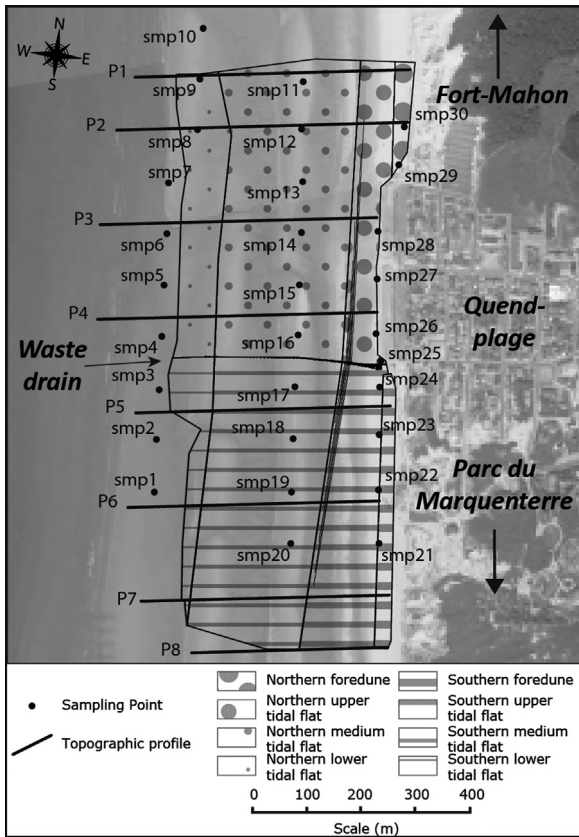 N
W E
S
smp10
P1
smp9
smp11
Fort-Mahon
P2
smp8
smp12
smp30
smp7
smp13
smp29
P3
smp6
smp14
smp28
smp5
smp15
smp27
P4
Quend-
plage
smp4
smp16
smp26
Waste
drain
smp25
smp3
smp17
smp24
P5
smp2
smp18
smp23
Parc du
Marquenterre
smp1
smp19
smp22
P6
smp20
smp21
P7
P8
Sampling Point
Topographic profile
Northern foredune
Northern upper
tidal flat
Northern medium
tidal flat
Northern lower
tidal flat
Southern foredune
Southern upper
tidal flat
Southern medium
tidal flat
Southern lower
tidal flat
0 100 200 300 400
Scale (m)